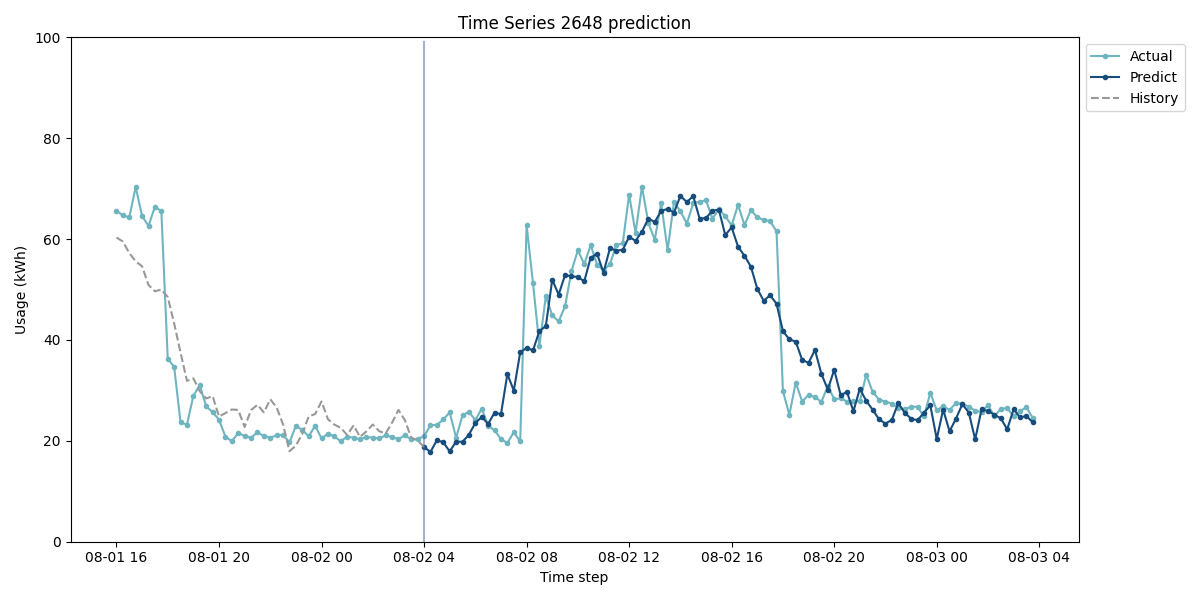 Time Series 2648 prediction
Usage (kWh)
100
80
60
40
20
0
08-01 16
08-01 20
08-02 00
08-02 04
08-02 08
08-02 12
08-02 16
08-02 20
08-03 00
08-03 04
Time step
Actual
Predict
History